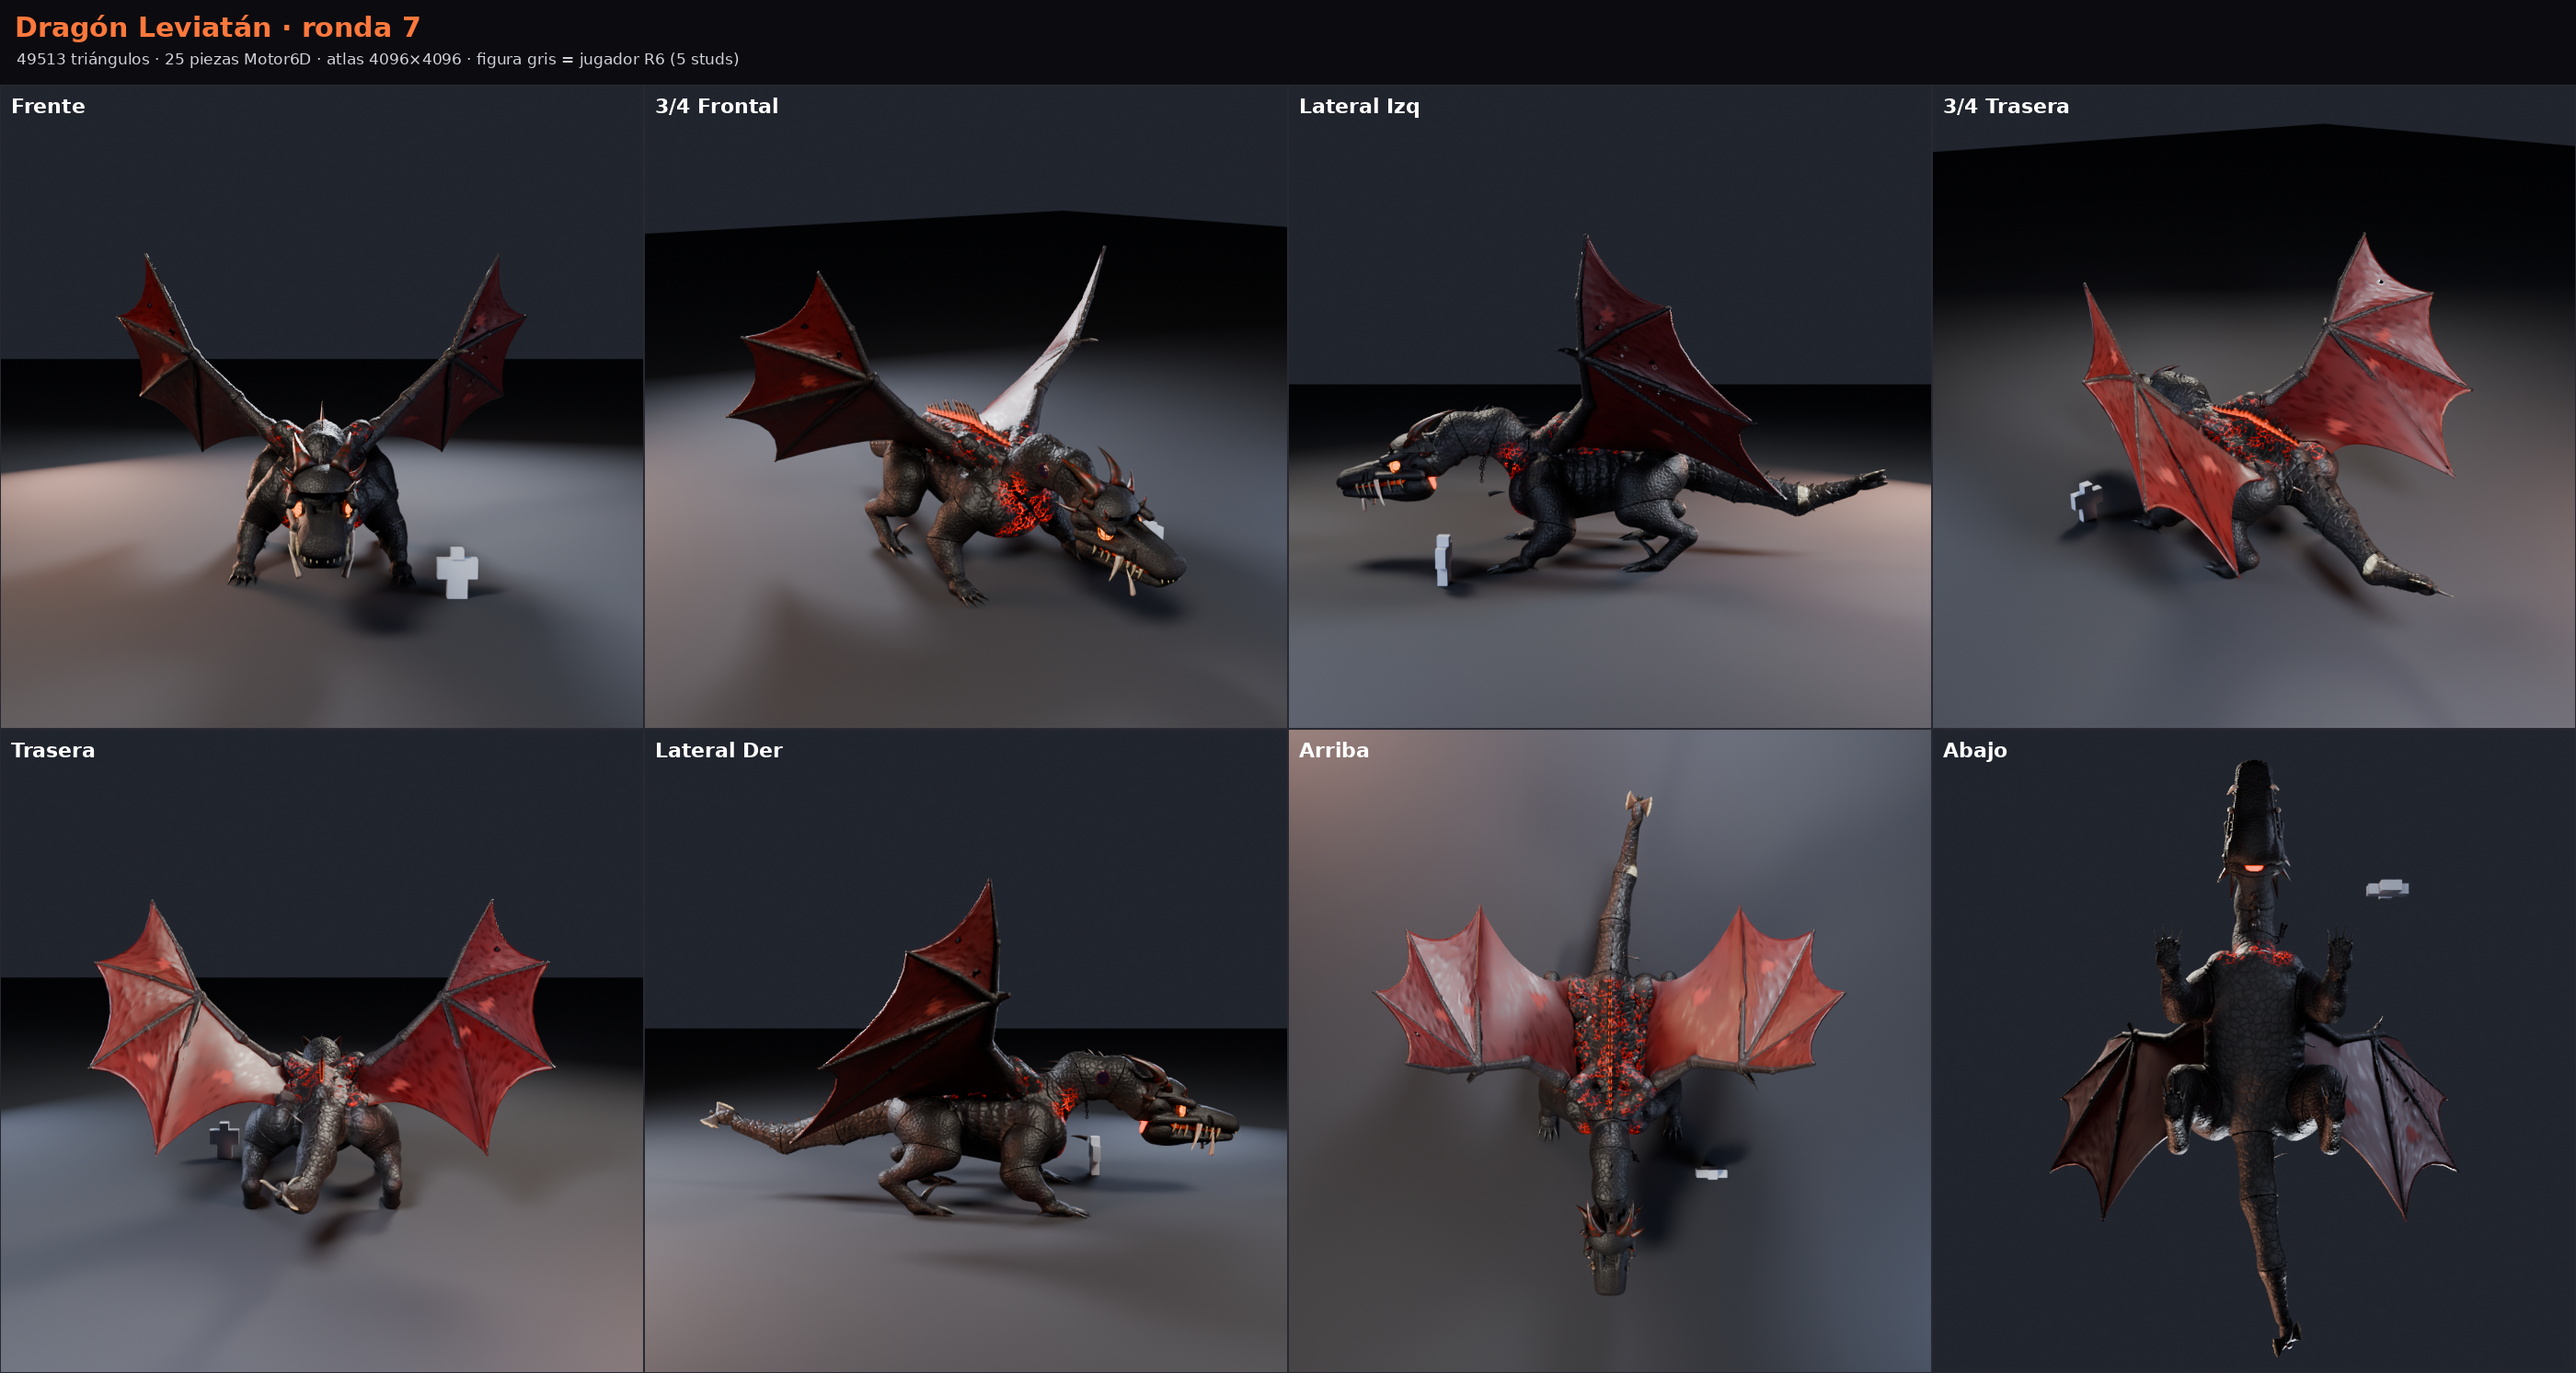 Dragón Leviatán · ronda 7
49513 triángulos · 25 piezas Motor6D · atlas 4096×4096 · figura gris = jugador R6 (5 studs)
Frente
3/4 Frontal
Lateral Izq
3/4 Trasera
Trasera
Lateral Der
Arriba
Abajo